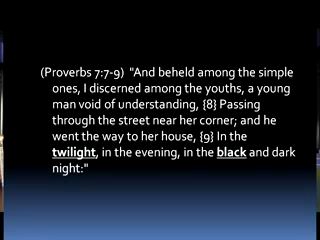 (Proverbs 7:7-9) "And beheld among the simple
ones, I discerned among the youths, a young
man void of understanding, {8} Passing
through the street near her corner; and he
went the way to her house, {9} In the
twilight, in the evening, in the black and dark
night:"